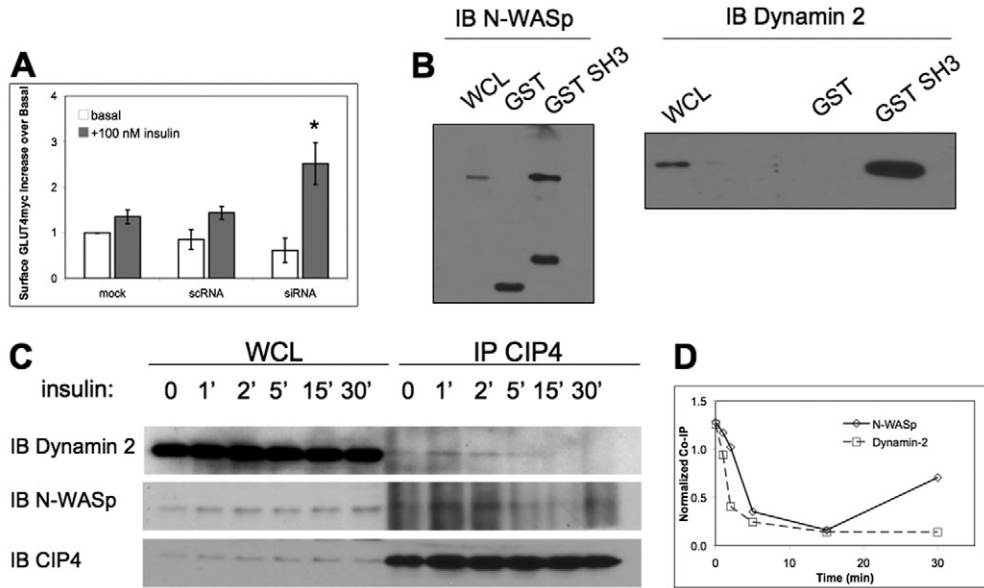 IB N-WASp
IB Dynamin 2
A
B
WCL
GST
GST SH3
WCL
GST
GST SH3
Surface GLUT4myc Increase over Basal
4
3
2
1
0
basal
+100 nM insulin
*
mock
scRNA
siRNA
C
WCL
IP CIP4
insulin: 0 1' 2' 5' 15' 30' 0 1' 2' 5' 15' 30'
IB Dynamin 2
IB N-WASp
IB CIP4
D
Normalized Co-IP
1.5
1.0
0.5
0.0
N-WASp
Dynamin-2
0 10 20 30
Time (min)